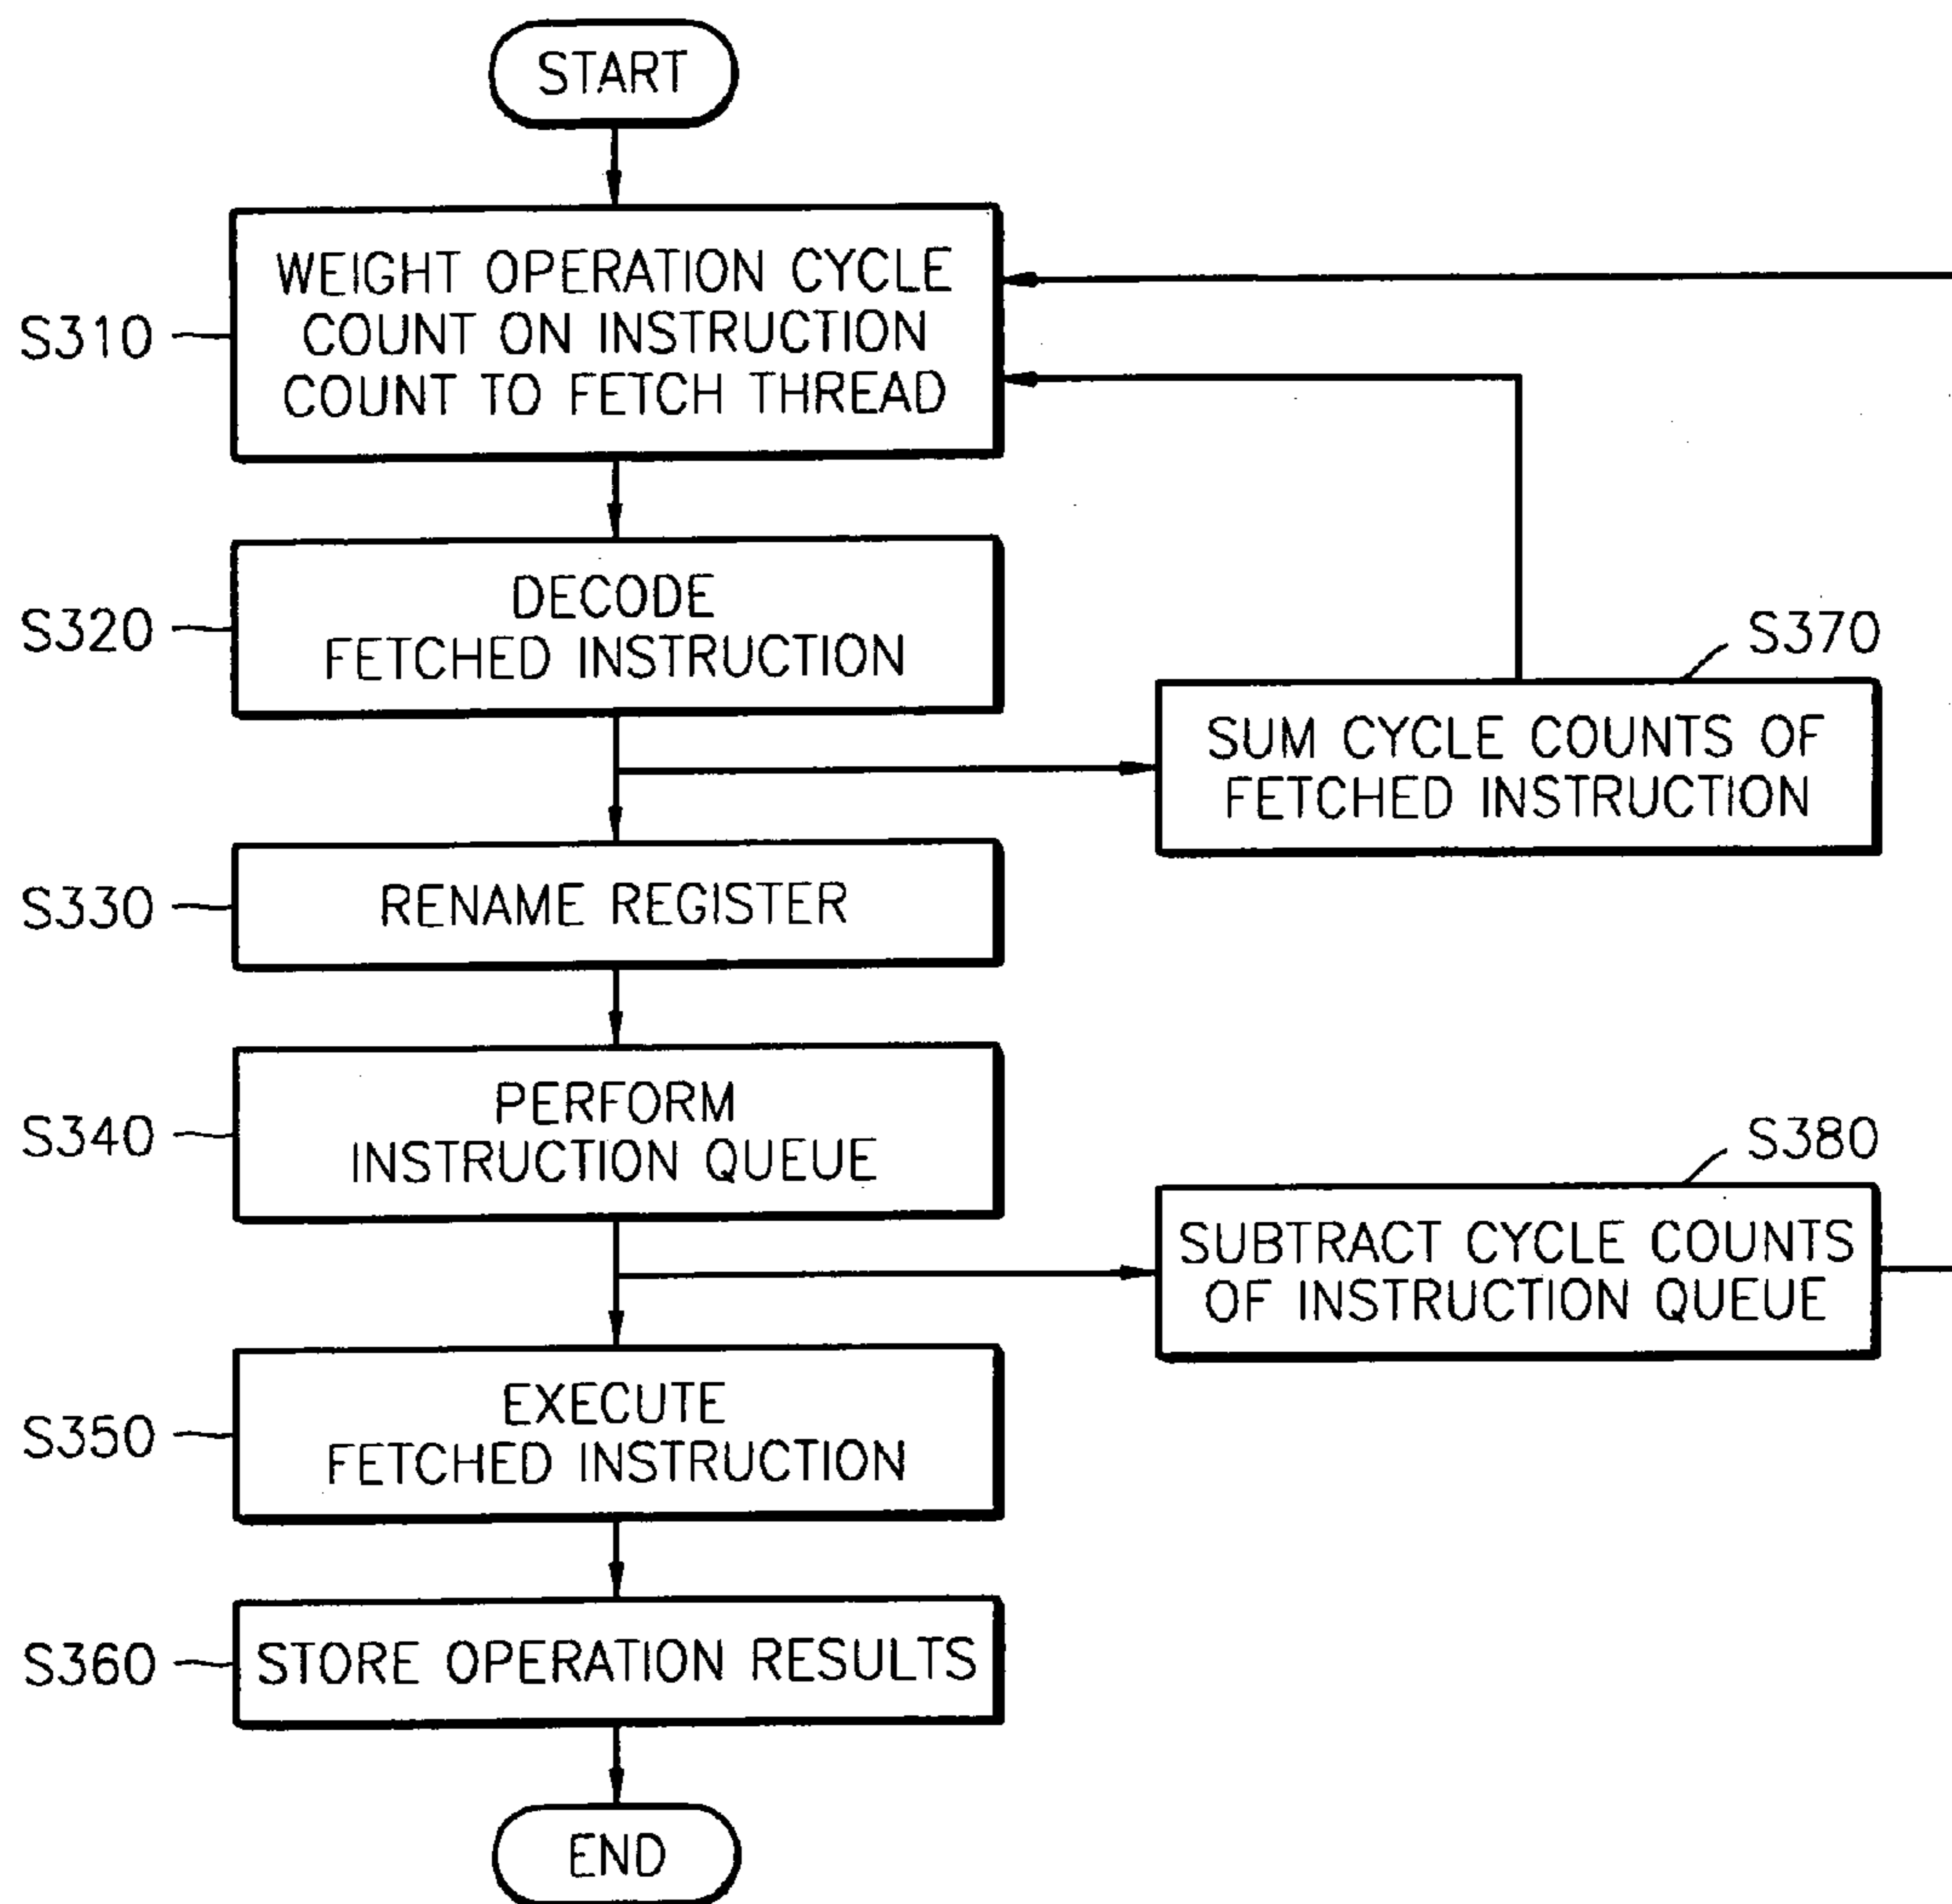 START
S310
WEIGHT OPERATION CYCLE
COUNT ON INSTRUCTION
COUNT TO FETCH THREAD
S320
DECODE
FETCHED INSTRUCTION
S370
SUM CYCLE COUNTS OF
FETCHED INSTRUCTION
S330
RENAME REGISTER
S340
PERFORM
INSTRUCTION QUEUE
S380
SUBTRACT CYCLE COUNTS
OF INSTRUCTION QUEUE
S350
EXECUTE
FETCHED INSTRUCTION
S360
STORE OPERATION RESULTS
END